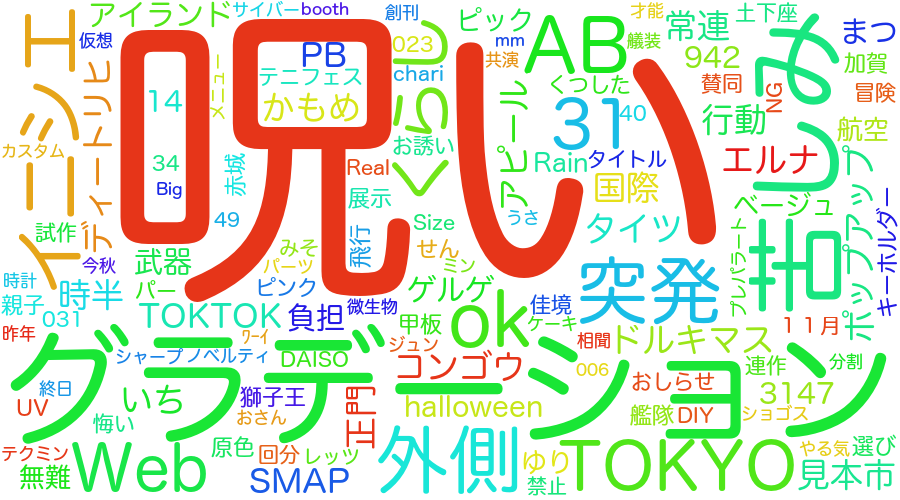 アイランド
サイバー
booth
創刊
ピック
才能
常連
土下座
まつ
仮想
PB
023
くらし
mm
AB
艤装
942
加賀
イニシエ
ディートリヒ
呪い
テニフェス
chari
共演
くつした
賛同
NG
苦しみ
冒険
14
メニュー
かもめ
アピール
31
40
行動
航空
カスタム
34
Big
赤城
お誘い
Real
Rain
タイトル
エルナ
49
展示
Size
うさ
国際
タイツ
ベージュ
プレパラート
ポップアップ
キーホルダー
試作
今秋
武器
みそ
飛行
せん
ミン
パーツ
時計
親子
時半
パー
ピンク
ゲルゲ
突発
031
TOKTOK
負担
微生物
佳境
昨年
ワーイ
甲板
ok
ケーキ
相聞
ドルキマス
11月
グラデーション
シャープ
ノベルティ
DAISO
ジュン
コンゴウ
006
連作
分割
終日
UV
いち
獅子王
正門
halloween
おしらせ
3147
悔い
おさん
艦隊
DIY
ショゴス
テクミン
無難
Web
原色
回分
レッツ
SMAP
外側
ゆり
禁止
TOKYO
やる気
選び
見本市